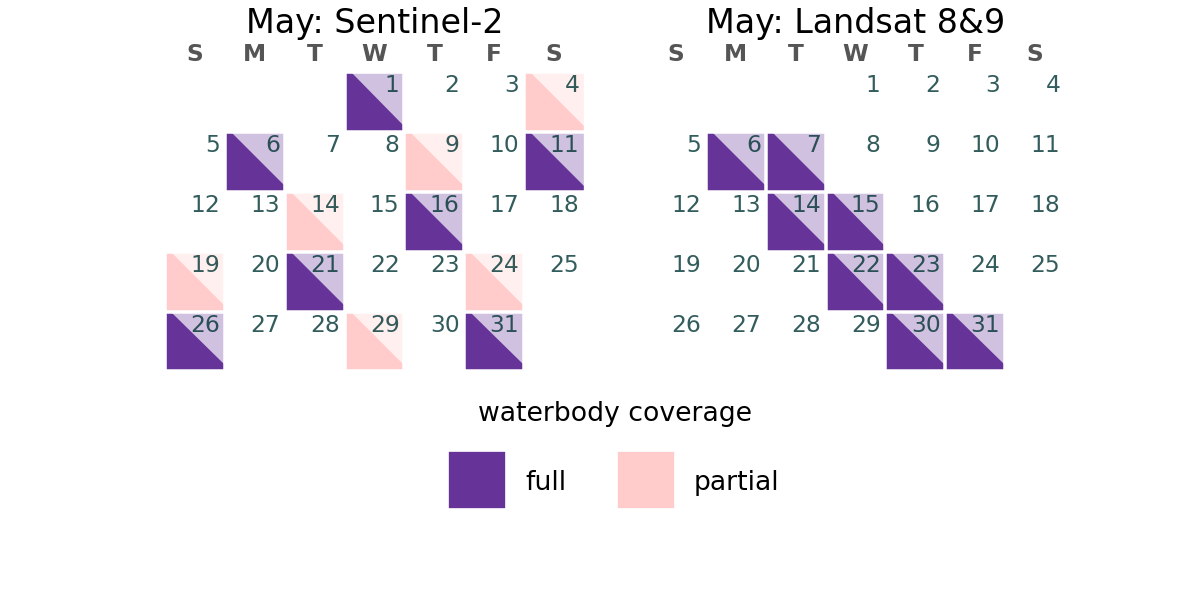 May: Sentinel-2
S M T W T F S
1 2 3 4
5 6 7 8 9 10 11
12 13 14 15 16 17 18
19 20 21 22 23 24 25
26 27 28 29 30 31
May: Landsat 8&9
S M T W T F S
1 2 3 4
5 6 7 8 9 10 11
12 13 14 15 16 17 18
19 20 21 22 23 24 25
26 27 28 29 30 31
waterbody coverage
full partial